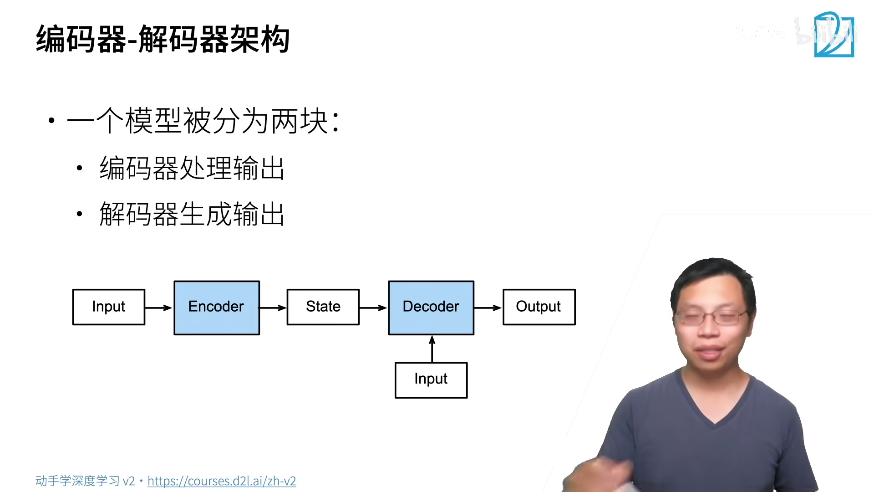 编码器-解码器架构
• 一个模型被分为两块：
• 编码器处理输出
• 解码器生成输出
Input
Encoder
State
Decoder
Output
Input
动手学深度学习 v2 • https://courses.d2l.ai/zh-v2